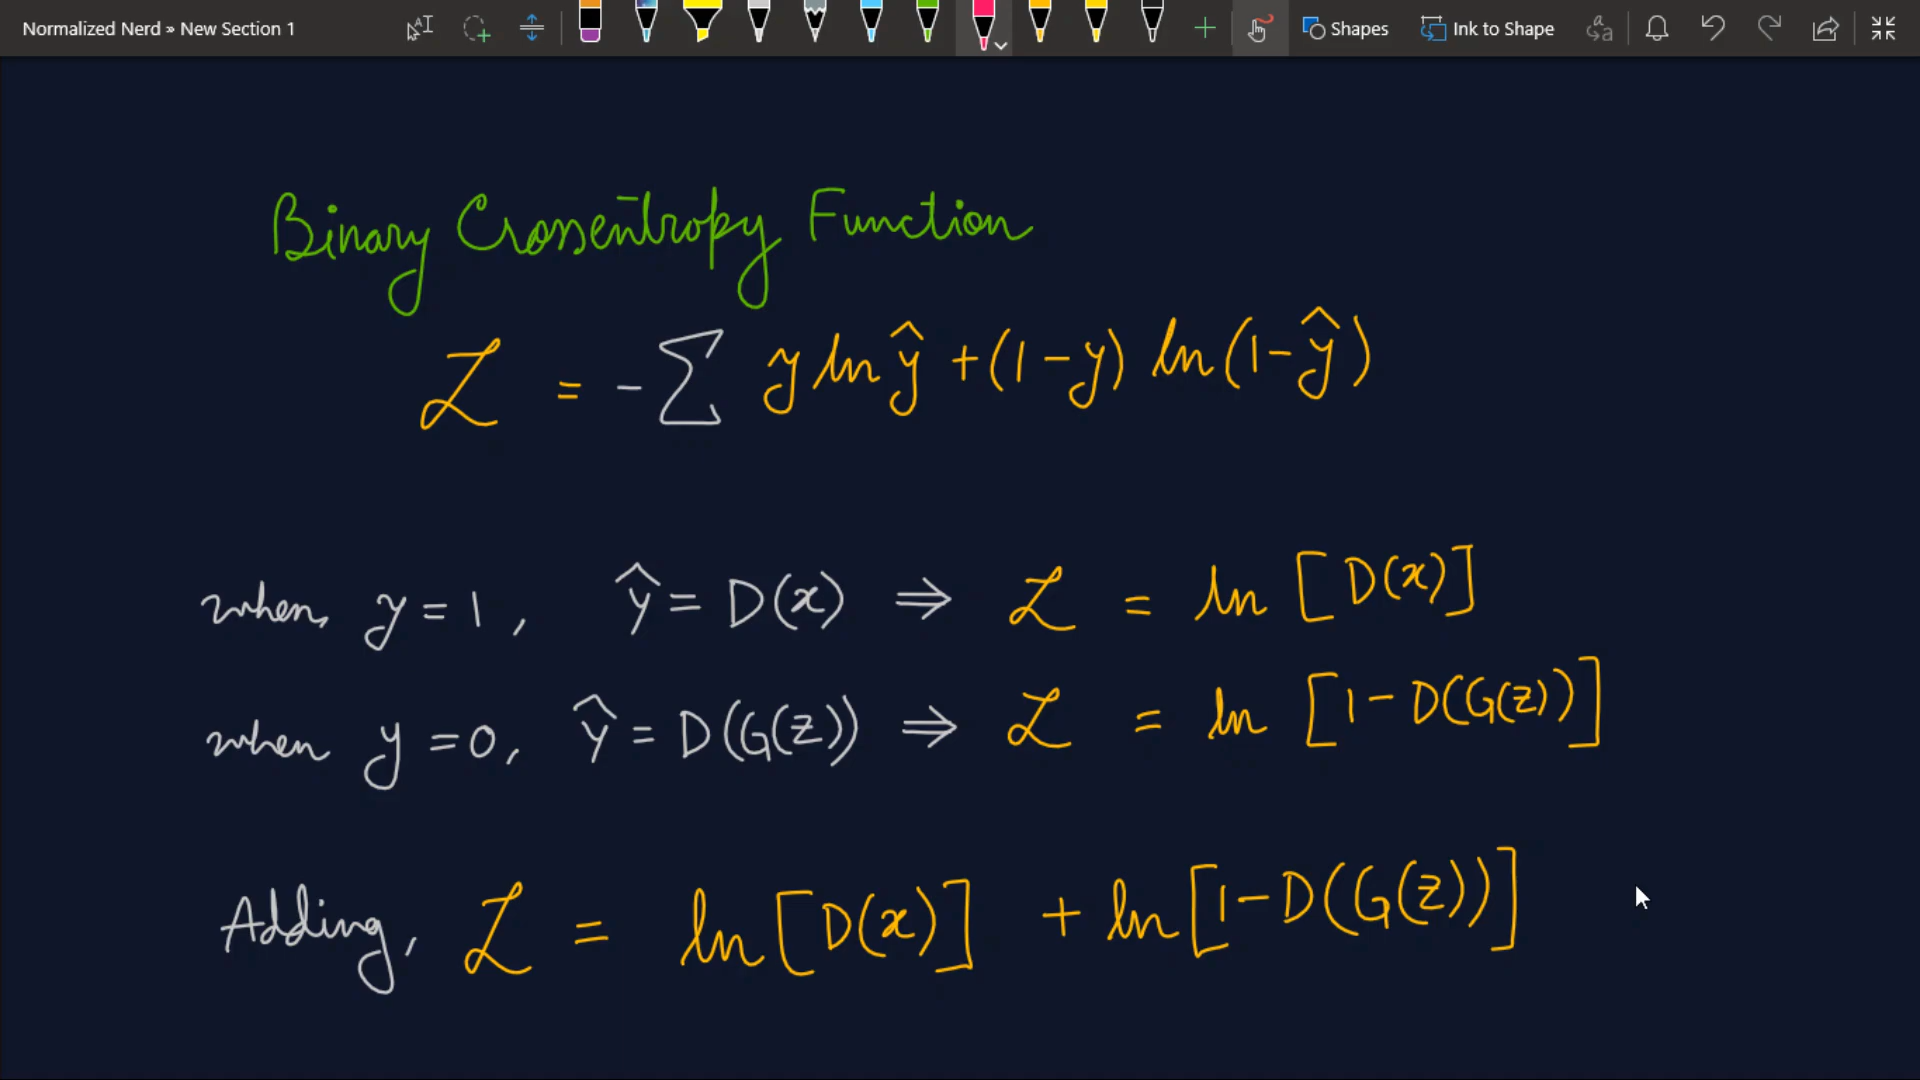 Normalized Nerd » New Section 1 Shapes Ink to Shape
Binary Crossentropy Function
ℒ = -∑ y ln ŷ + (1-y) ln(1-ŷ)
when, y = 1, ŷ = D(x) ⇒ ℒ = ln [D(x)]
when y = 0, ŷ = D(G(z)) ⇒ ℒ = ln [1-D(G(z))]
Adding, ℒ = ln [D(x)] + ln [1-D(G(z))]